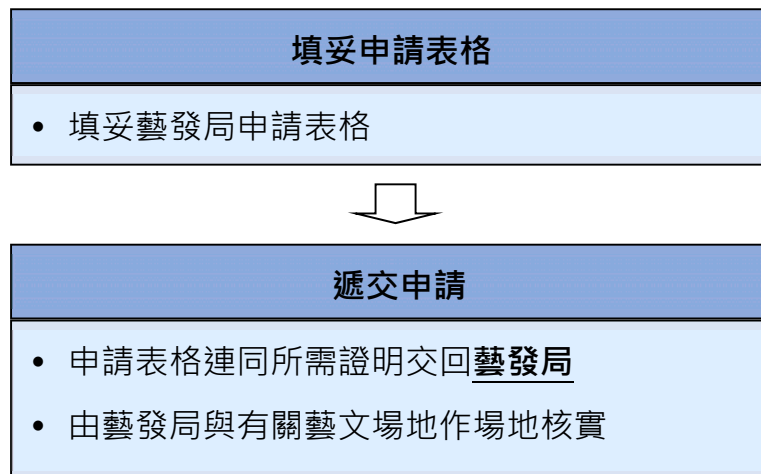 填妥申請表格
• 填妥藝發局申請表格
遞交申請
• 申請表格連同所需證明交回藝發局
• 由藝發局與有關藝文場地作場地核實